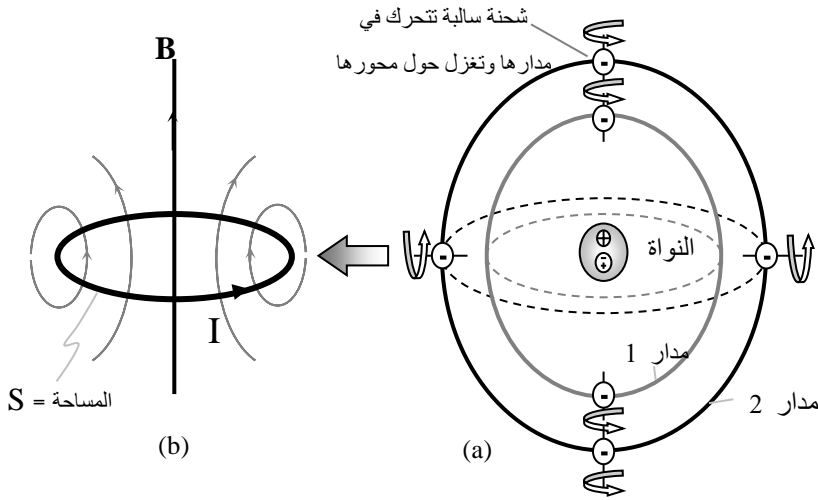 شحنة سالبة تتحرك في
مدارها وتغزل حول محورها
B
-
-
-
-
-
-
+
-
+
النواة
I
مدار 1
مدار 2
المساحة = S
(b)
(a)